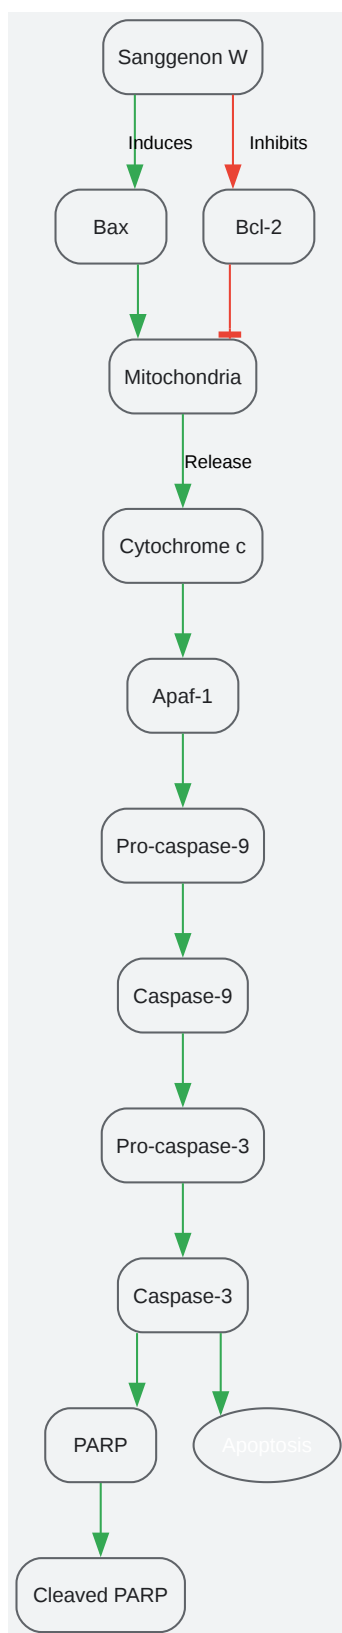 Sanggenon W
Induces
Inhibits
Bax
Bcl-2
Mitochondria
Release
Cytochrome c
Apaf-1
Pro-caspase-9
Caspase-9
Pro-caspase-3
Caspase-3
PARP
Apoptosis
Cleaved PARP